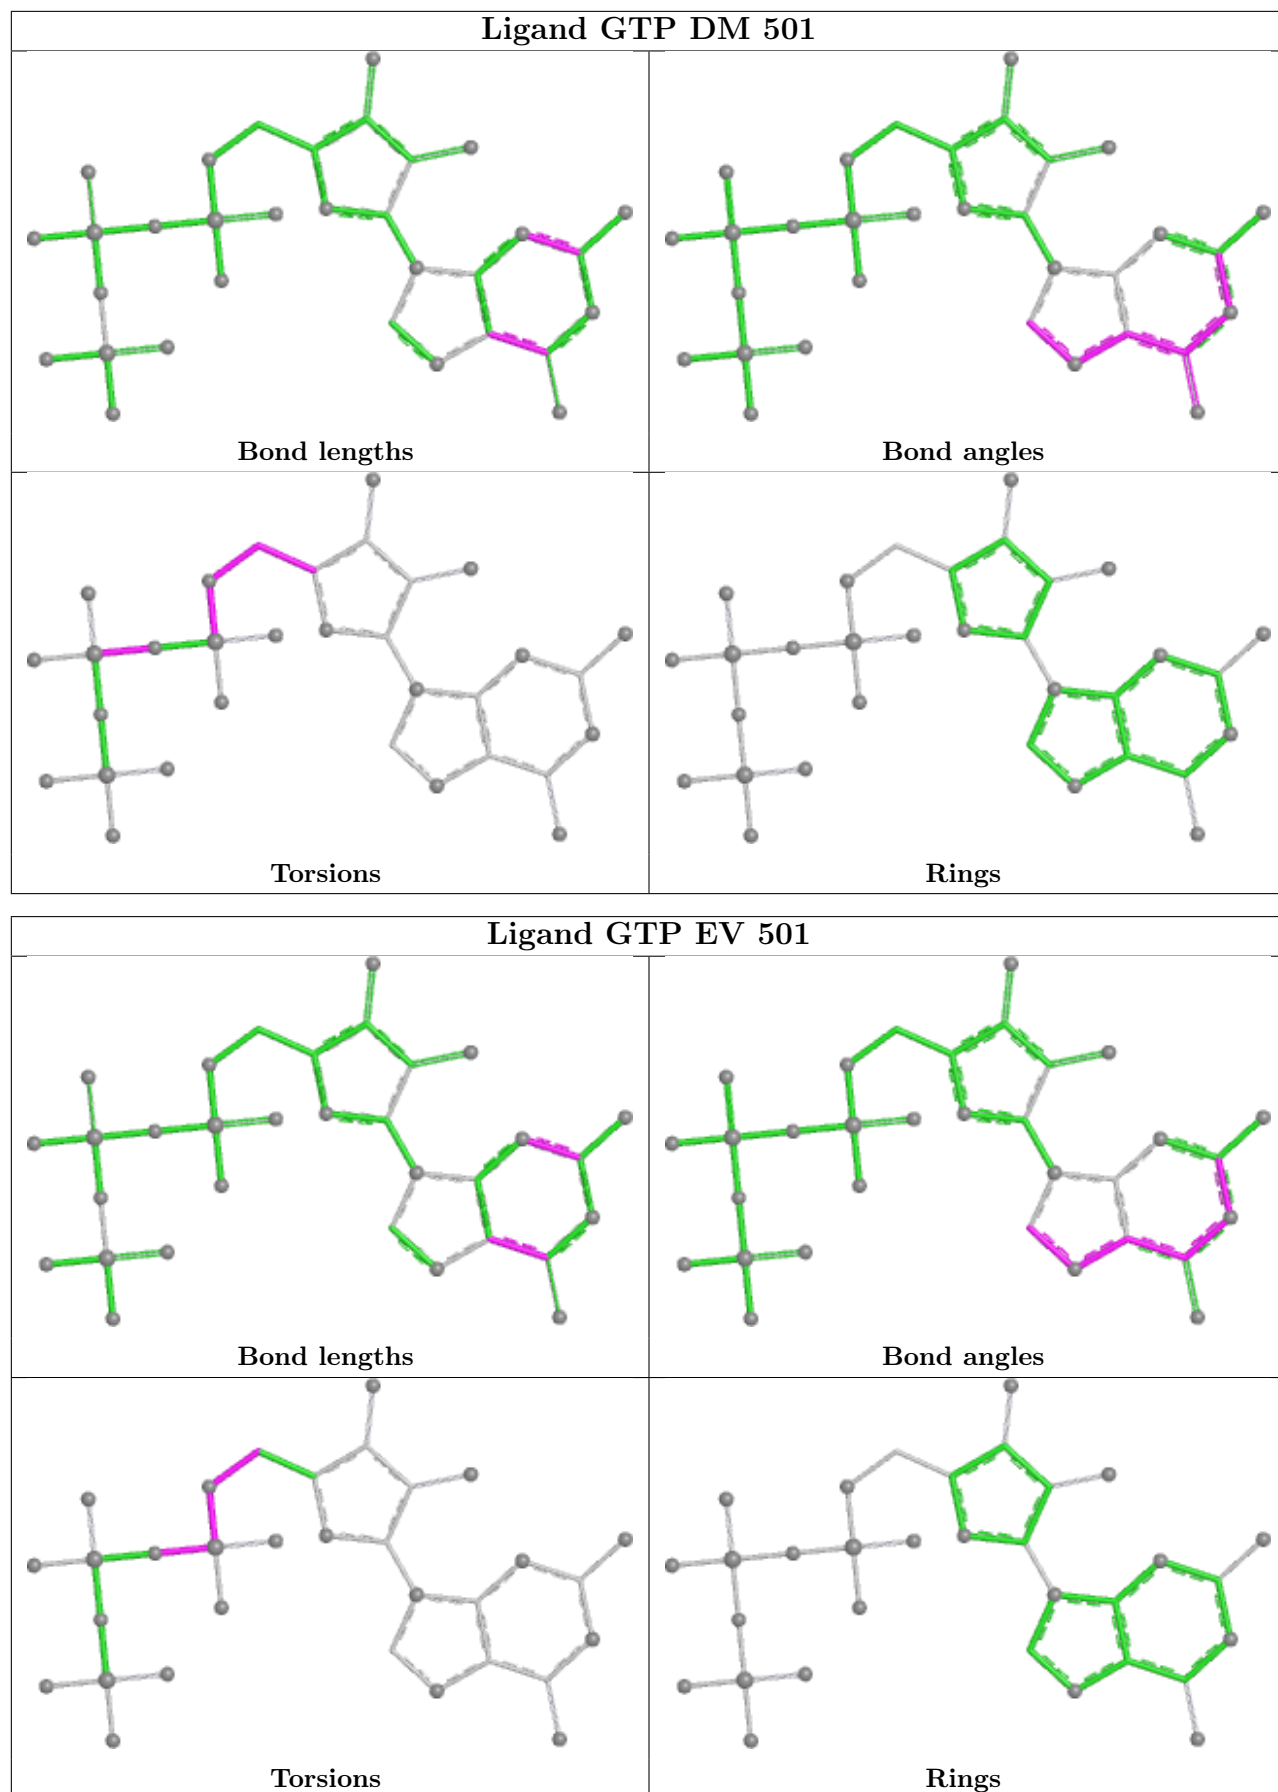 Ligand GTP DM 501
Bond lengths
Bond angles
Torsions
Rings
Ligand GTP EV 501
Bond lengths
Bond angles
Torsions
Rings